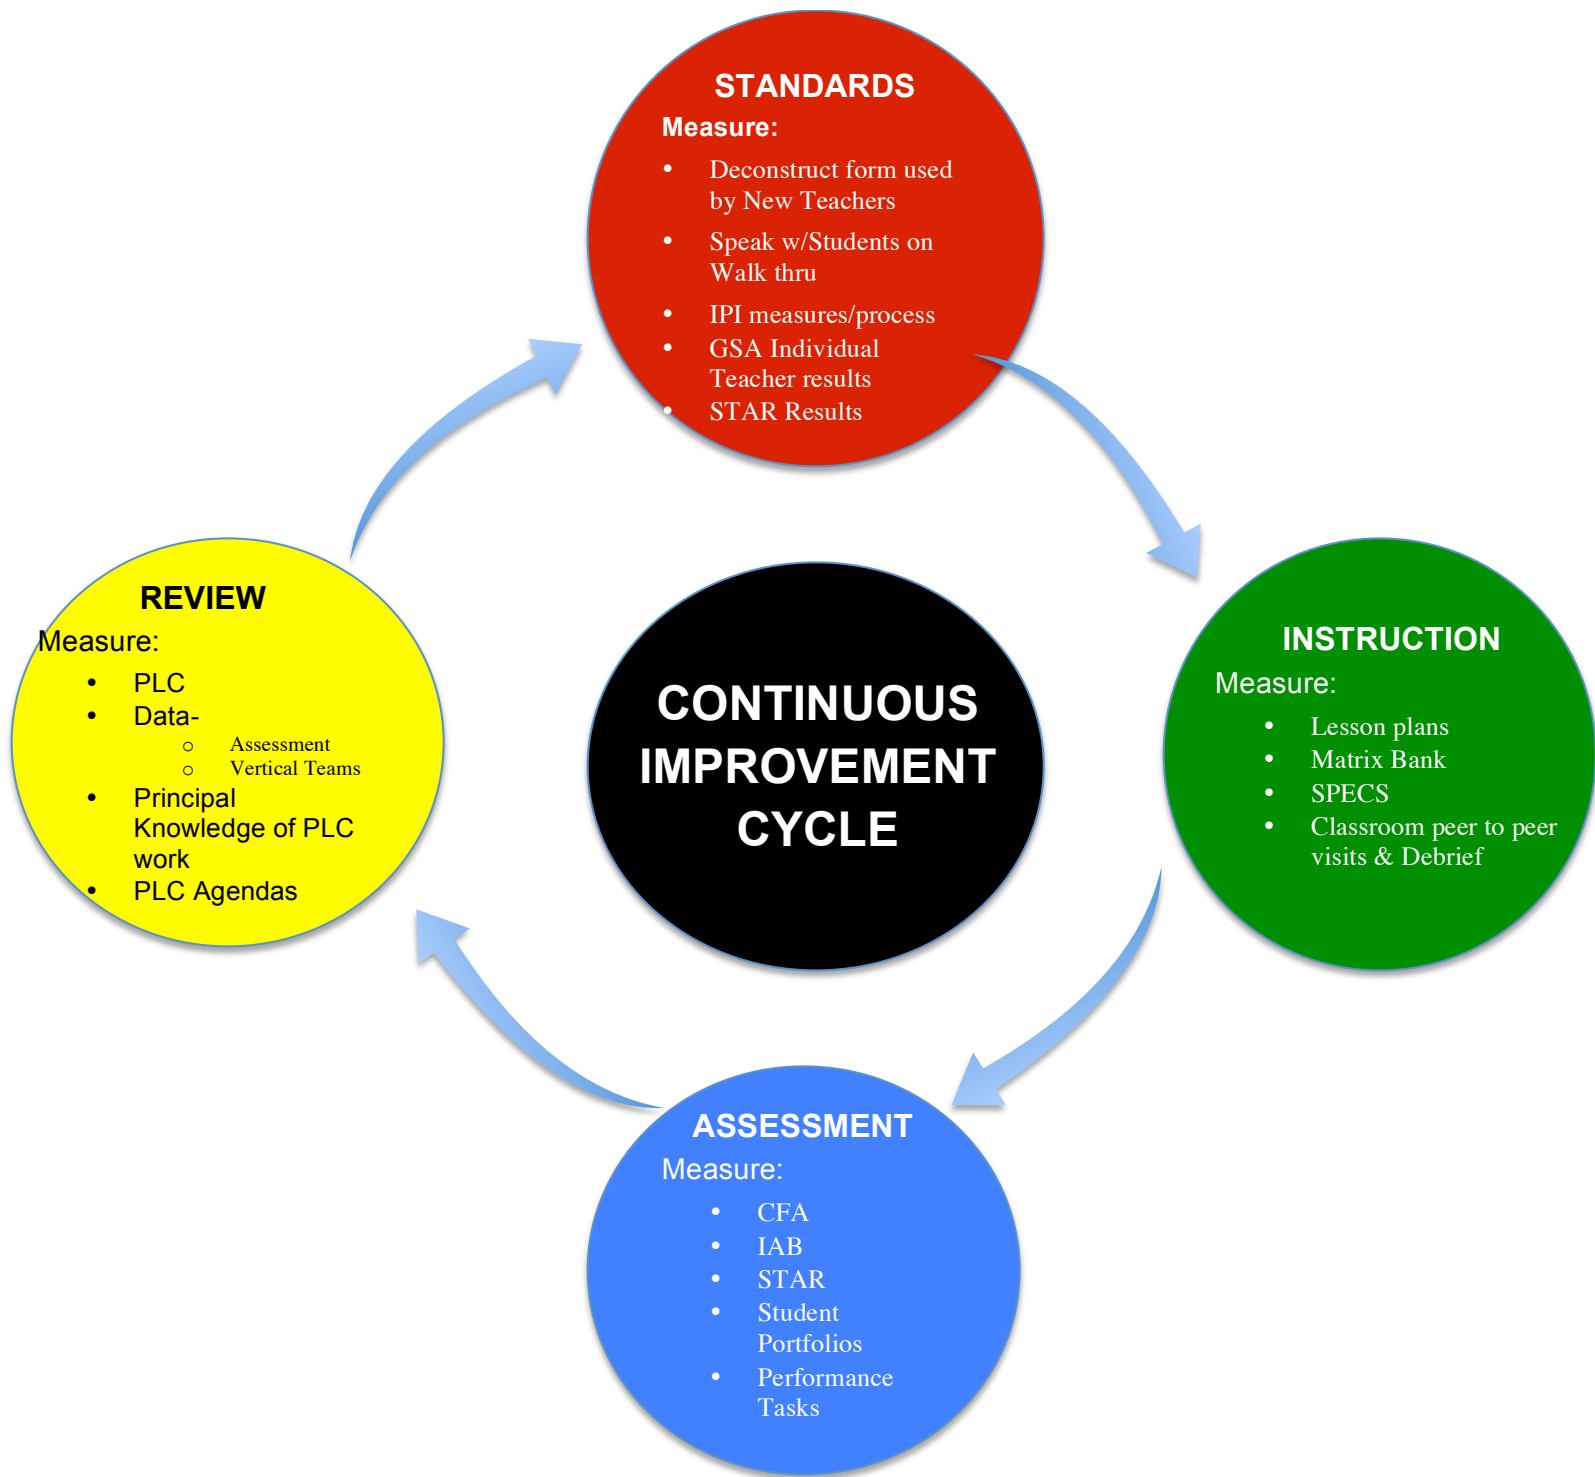 STANDARDS
Measure:
• Deconstruct form used
by New Teachers
• Speak w/Students on
Walk thru
• IPI measures/process
• GSA Individual
Teacher results
• STAR Results
INSTRUCTION
Measure:
• Lesson plans
• Matrix Bank
• SPECS
• Classroom peer to peer
visits & Debrief
ASSESSMENT
Measure:
• CFA
• IAB
• STAR
• Student
Portfolios
• Performance
Tasks
REVIEW
Measure:
• PLC
• Data-
o Assessment
o Vertical Teams
• Principal
Knowledge of PLC
work
• PLC Agendas
CONTINUOUS
IMPROVEMENT
CYCLE